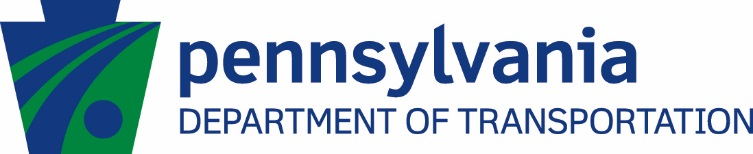 pennsylvania
DEPARTMENT OF TRANSPORTATION